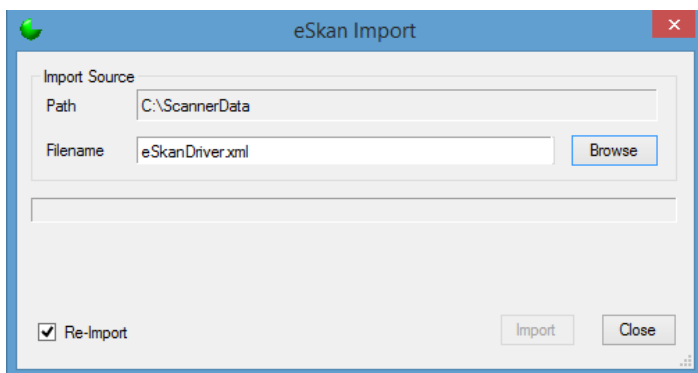 eSkan Import
Import Source
Path C:\ScannerData
Filename eSkanDriver.xml Browse
Re-Import Import Close